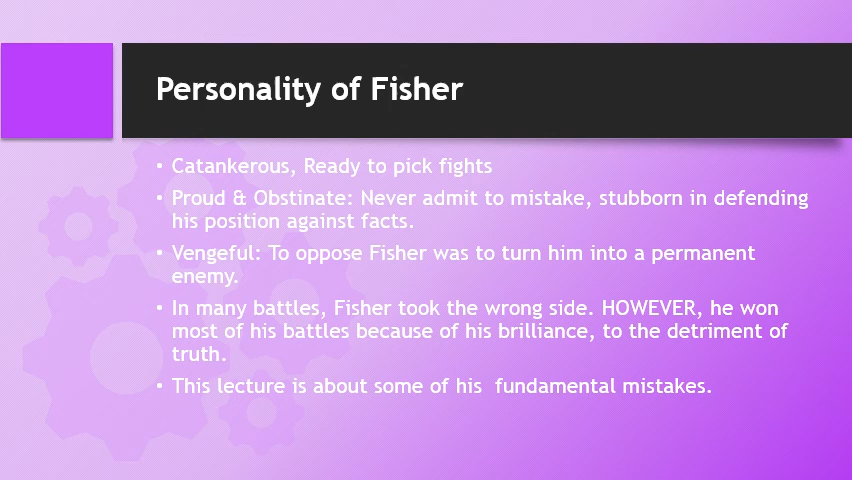 Personality of Fisher
• Catankerous, Ready to pick fights
• Proud & Obstinate: Never admit to mistake, stubborn in defending
his position against facts.
• Vengeful: To oppose Fisher was to turn him into a permanent
enemy.
• In many battles, Fisher took the wrong side. HOWEVER, he won
most of his battles because of his brilliance, to the detriment of
truth.
• This lecture is about some of his  fundamental mistakes.